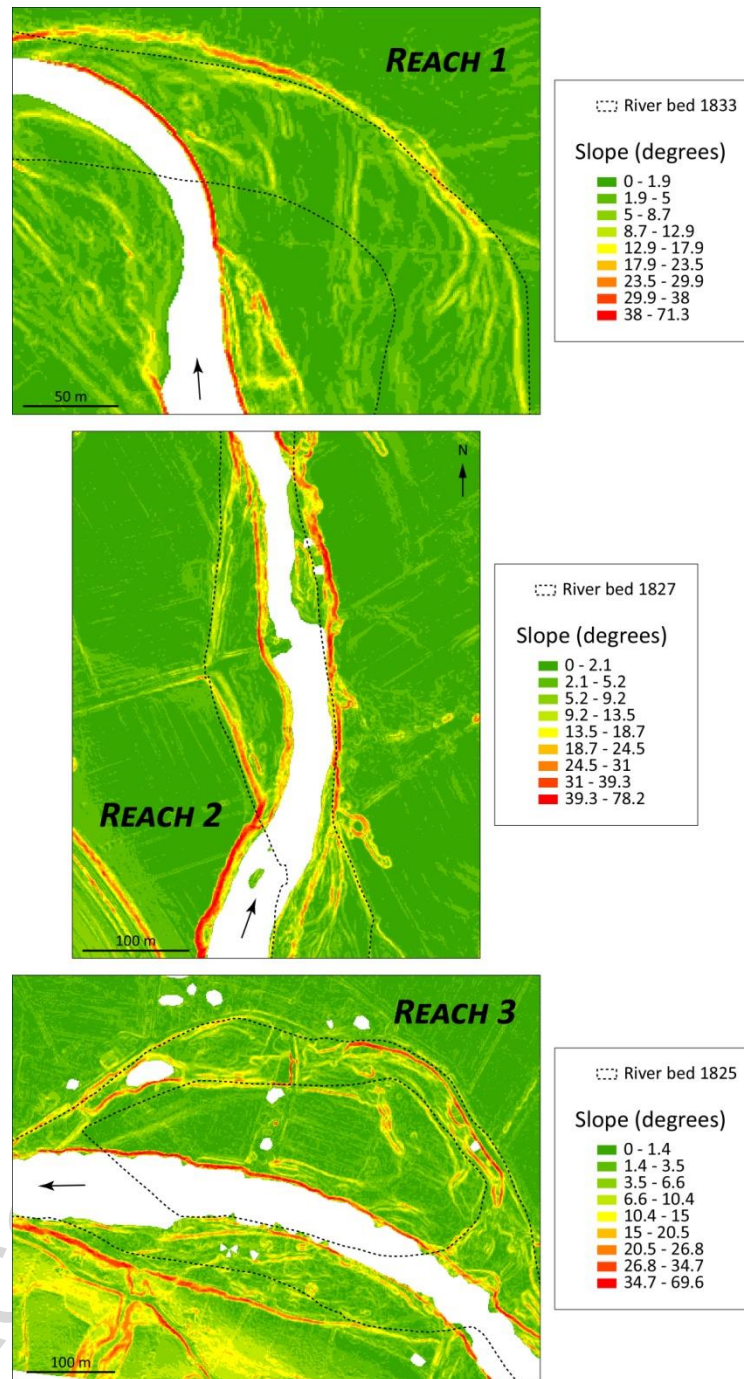 REACH 1
50 m
River bed 1833
Slope (degrees)
0 - 1.9
1.9 - 5
5 - 8.7
8.7 - 12.9
12.9 - 17.9
17.9 - 23.5
23.5 - 29.9
29.9 - 38
38 - 71.3
N
REACH 2
100 m
River bed 1827
Slope (degrees)
0 - 2.1
2.1 - 5.2
5.2 - 9.2
9.2 - 13.5
13.5 - 18.7
18.7 - 24.5
24.5 - 31
31 - 39.3
39.3 - 78.2
REACH 3
100 m
River bed 1825
Slope (degrees)
0 - 1.4
1.4 - 3.5
3.5 - 6.6
6.6 - 10.4
10.4 - 15
15 - 20.5
20.5 - 26.8
26.8 - 34.7
34.7 - 69.6